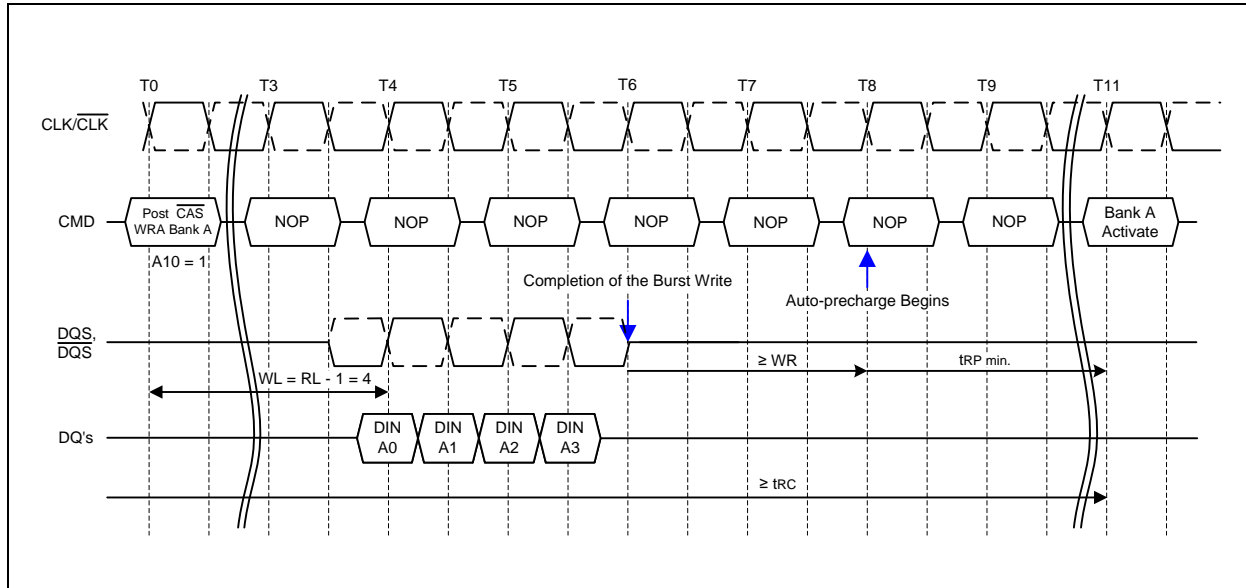 T0 T3 T4 T5 T6 T7 T8 T9 T11
CLK/CLK
CMD
Post CAS
WRA Bank A
NOP NOP NOP NOP NOP NOP NOP
Bank A
Activate
A10 = 1
Completion of the Burst Write
Auto-precharge Begins
DQS,
DQS
≥ WR
tRP min.
WL = RL - 1 = 4
DQ's
DIN
A0
DIN
A1
DIN
A2
DIN
A3
≥ tRC